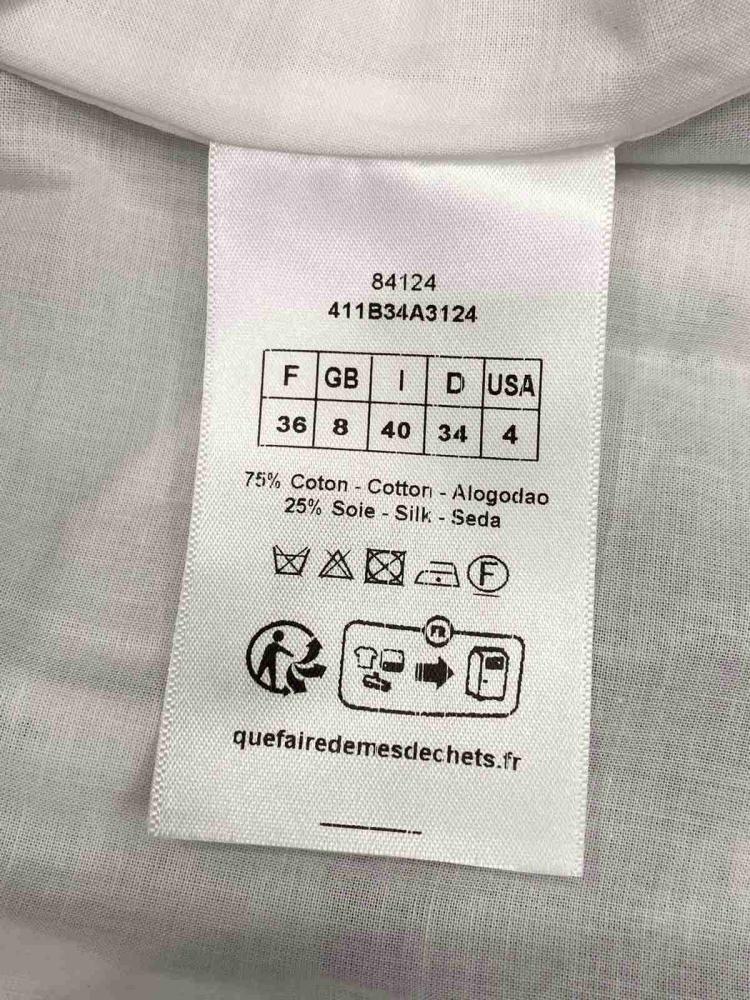 84124
411B34A3124
F GB I D USA
36 8 40 34 4
75% Coton - Cotton - Alogodao
25% Soie - Silk - Seda
F
FR
quefairedemesdechets.fr